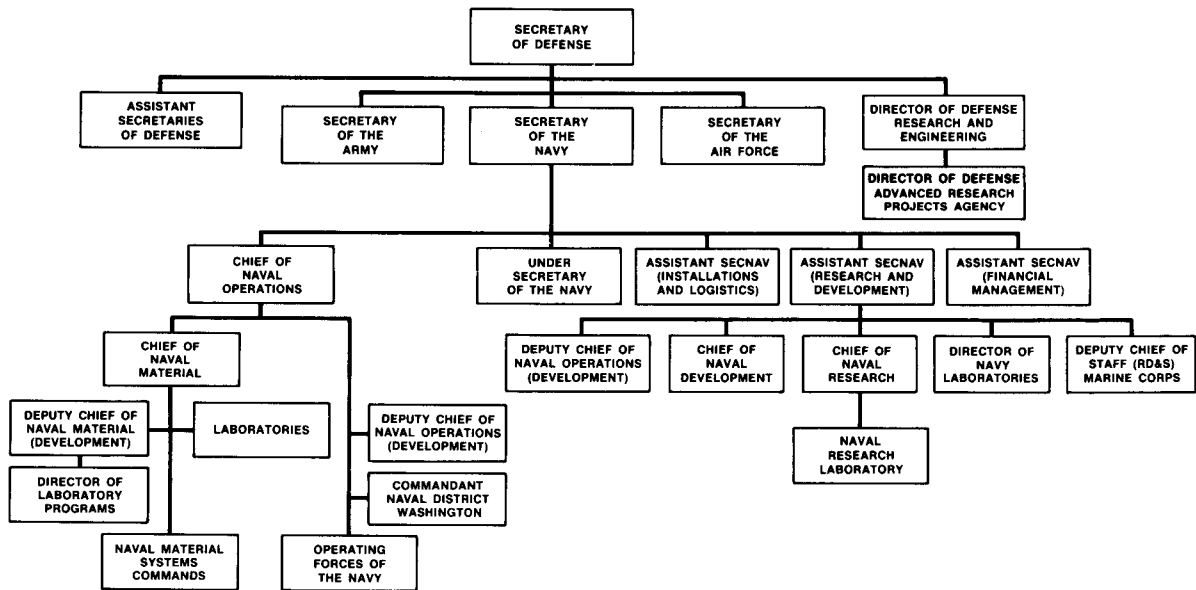 SECRETARY
OF DEFENSE
ASSISTANT
SECRETARIES
OF DEFENSE
SECRETARY
OF THE
ARMY
SECRETARY
OF THE
NAVY
SECRETARY
OF THE
AIR FORCE
DIRECTOR OF DEFENSE
RESEARCH AND
ENGINEERING
DIRECTOR OF DEFENSE
ADVANCED RESEARCH
PROJECTS AGENCY
CHIEF OF
NAVAL
OPERATIONS
UNDER
SECRETARY
OF THE NAVY
ASSISTANT SECNAV
(INSTALLATIONS
AND LOGISTICS)
ASSISTANT SECNAV
(RESEARCH AND
DEVELOPMENT)
ASSISTANT SECNAV
(FINANCIAL
MANAGEMENT)
CHIEF OF
NAVAL
MATERIAL
DEPUTY CHIEF OF
NAVAL OPERATIONS
(DEVELOPMENT)
CHIEF OF
NAVAL
DEVELOPMENT
CHIEF OF
NAVAL
RESEARCH
DIRECTOR OF
NAVY
LABORATORIES
DEPUTY CHIEF OF
STAFF (RD&S)
MARINE CORPS
DEPUTY CHIEF OF
NAVAL MATERIAL
(DEVELOPMENT)
LABORATORIES
DEPUTY CHIEF OF
NAVAL OPERATIONS
(DEVELOPMENT)
NAVAL
RESEARCH
LABORATORY
DIRECTOR OF
LABORATORY
PROGRAMS
COMMANDANT
NAVAL DISTRICT
WASHINGTON
NAVAL MATERIAL
SYSTEMS
COMMANDS
OPERATING
FORCES OF
THE NAVY